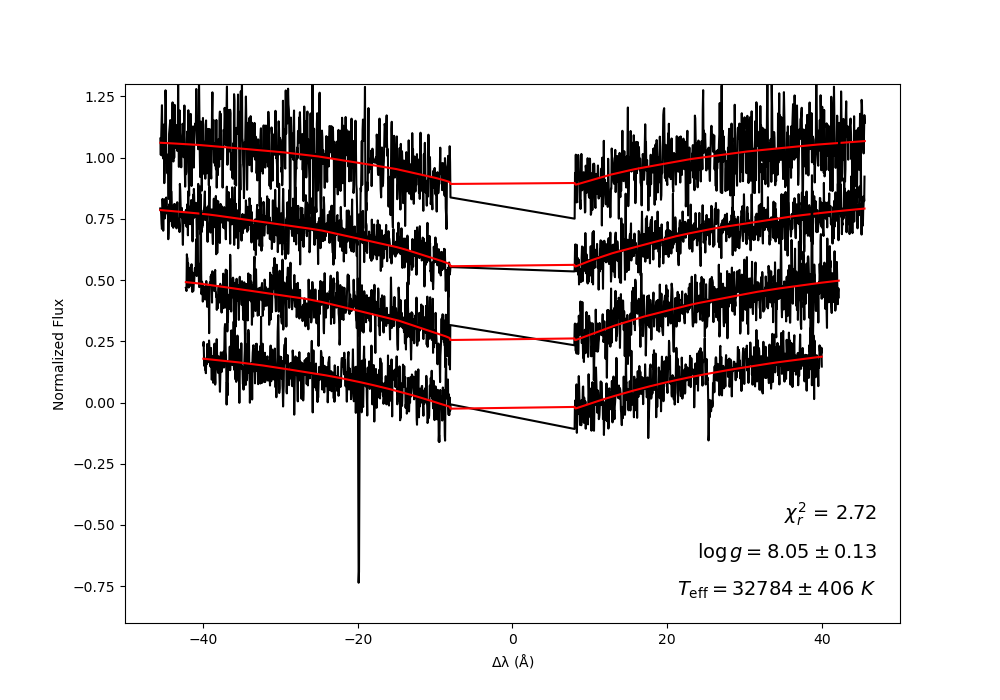 1.25
1.00
0.75
0.50
0.25
0.00
−0.25
−0.50
−0.75
Normalized Flux
χ²ᵣ = 2.72
log g = 8.05 ± 0.13
T_eff = 32784 ± 406 K
−40 −20 0 20 40
Δλ (Å)